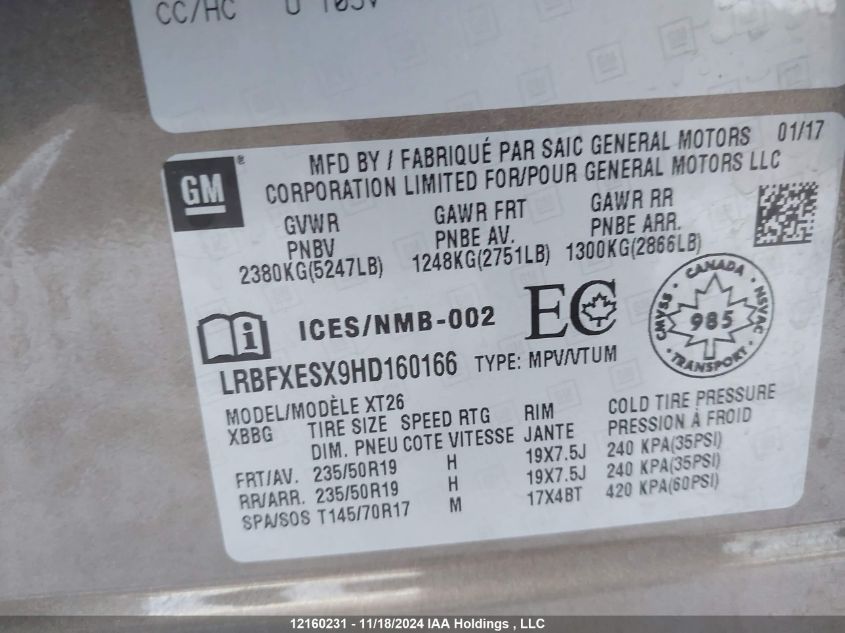 CC/HC U
GM ®
MFD BY / FABRIQUÉ PAR SAIC GENERAL MOTORS 01/17
CORPORATION LIMITED FOR/POUR GENERAL MOTORS LLC
GVWR GAWR FRT GAWR RR
PNBV PNBE AV. PNBE ARR.
2380KG(5247LB) 1248KG(2751LB) 1300KG(2866LB)
ICES/NMB-002 EC
CANADA
CMVSS 985 NSVAC
TRANSPORT
LRBFXESX9HD160166 TYPE: MPV/VTUM
MODEL/MODÈLE XT26
XBBG TIRE SIZE SPEED RTG RIM COLD TIRE PRESSURE
DIM. PNEU COTE VITESSE JANTE PRESSION À FROID
FRT/AV. 235/50R19 H 19X7.5J 240 KPA(35PSI)
RR/ARR. 235/50R19 H 19X7.5J 240 KPA(35PSI)
SPA/SOS T145/70R17 M 17X4BT 420 KPA(60PSI)
12160231 - 11/18/2024 IAA Holdings , LLC